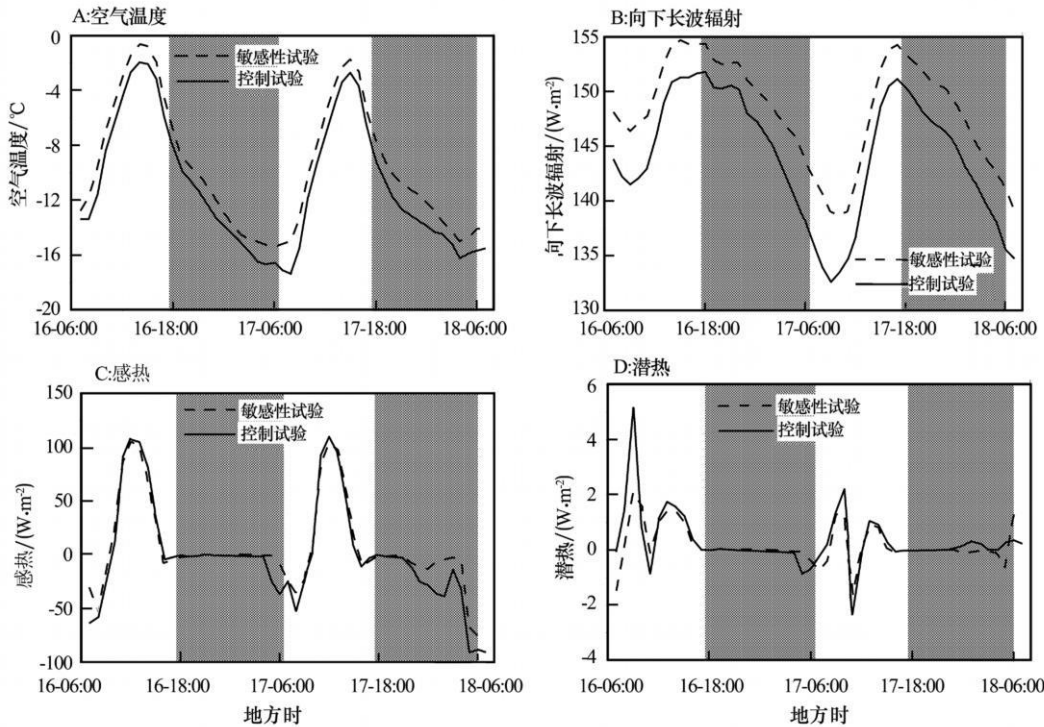 A:空气温度
空气温度/℃
0
-4
-8
-12
-16
-20
敏感性试验
控制试验
16-06:00 16-18:00 17-06:00 17-18:00 18-06:00
B:向下长波辐射
向下长波辐射/(W·m-2)
155
150
145
140
135
130
敏感性试验
控制试验
16-06:00 16-18:00 17-06:00 17-18:00 18-06:00
C:感热
感热/(W·m-2)
150
100
50
0
-50
-100
敏感性试验
控制试验
16-06:00 16-18:00 17-06:00 17-18:00 18-06:00
地方时
D:潜热
潜热/(W·m-2)
6
4
2
0
-2
-4
敏感性试验
控制试验
16-06:00 16-18:00 17-06:00 17-18:00 18-06:00
地方时